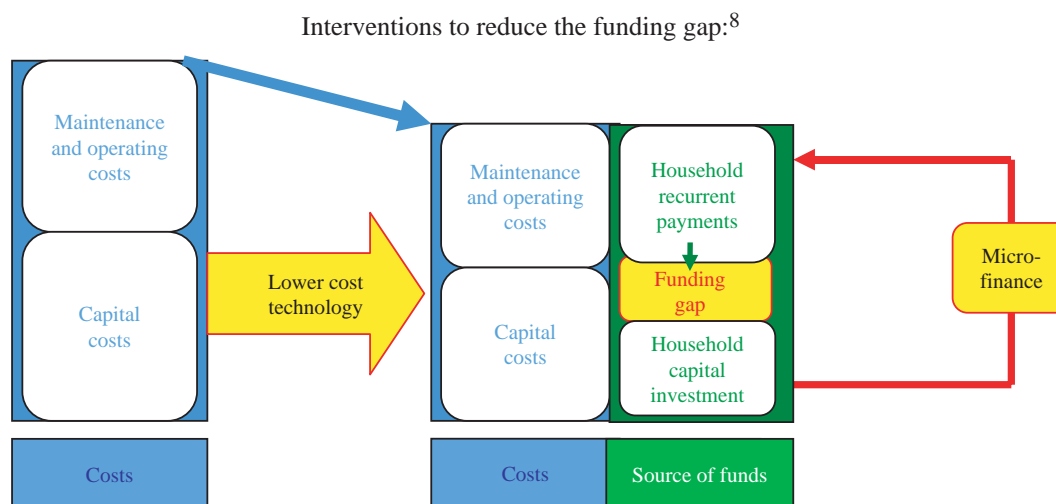 Interventions to reduce the funding gap:8
Maintenance
and operating
costs
Capital
costs
Costs
Lower cost
technology
Maintenance
and operating
costs
Capital
costs
Costs
Household
recurrent
payments
Funding
gap
Household
capital
investment
Source of funds
Micro-
finance